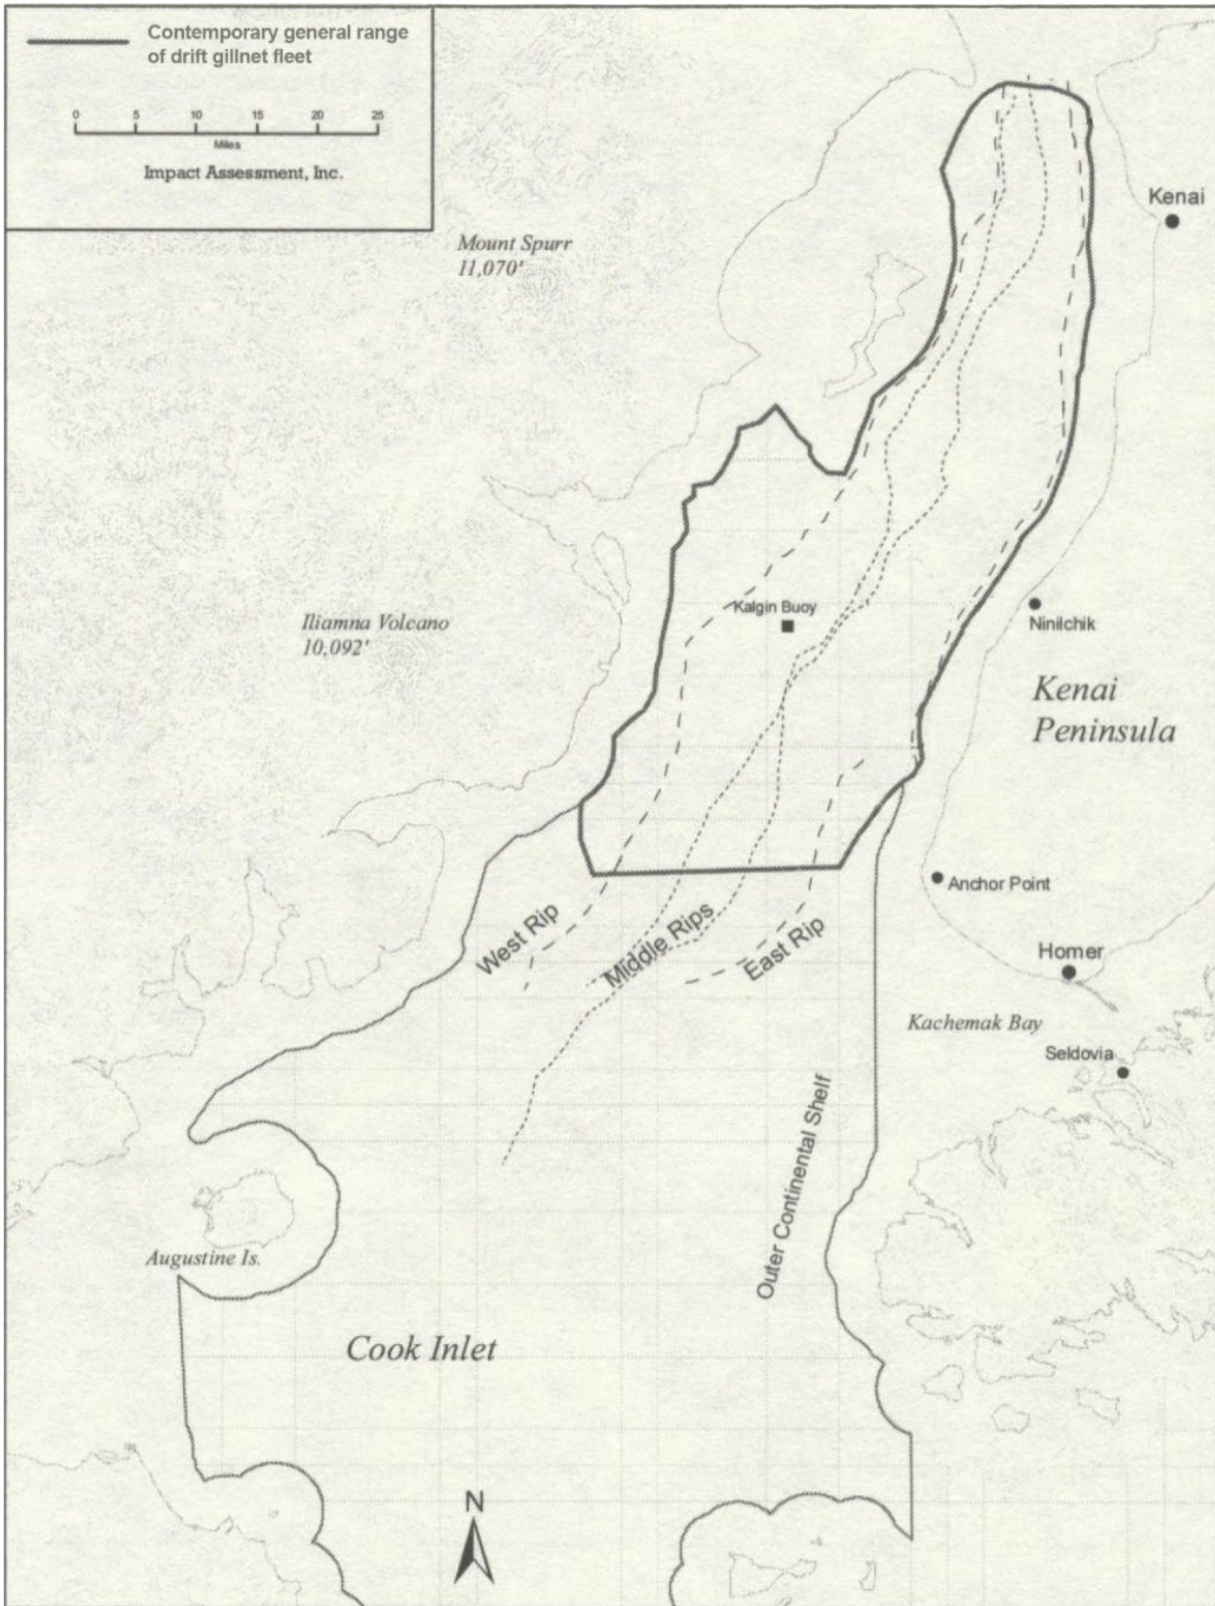 Contemporary general range
of drift gillnet fleet
0 5 10 15 20 25
Miles
Impact Assessment, Inc.
Kenai
Mount Spurr
11,070'
Kalgin Buoy
Ninilchik
Iliamna Volcano
10,092'
Kenai
Peninsula
Anchor Point
West Rip
Middle Rips
East Rip
Homer
Kachemak Bay
Seldovia
Outer Continental Shelf
Augustine Is.
Cook Inlet
N